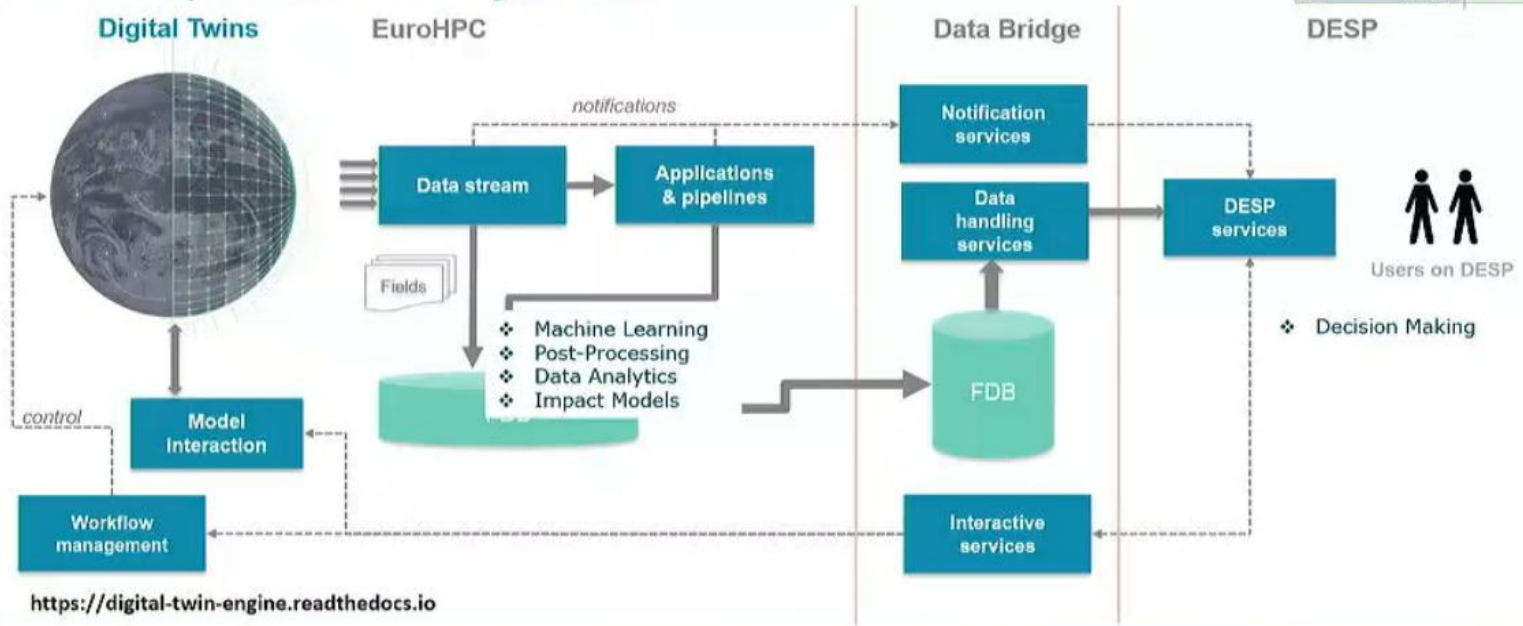 Digital Twins
EuroHPC
Data Bridge
DESP
notifications
Notification
services
Data stream
Applications
& pipelines
Data
handling
services
DESP
services
Users on DESP
Fields
Machine Learning
Post-Processing
Data Analytics
Impact Models
Decision Making
FDB
control
Model
interaction
Workflow
management
Interactive
services
https://digital-twin-engine.readthedocs.io